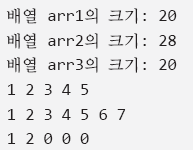 배열 arr1의 크기: 20
배열 arr2의 크기: 28
배열 arr3의 크기: 20
1 2 3 4 5
1 2 3 4 5 6 7
1 2 0 0 0